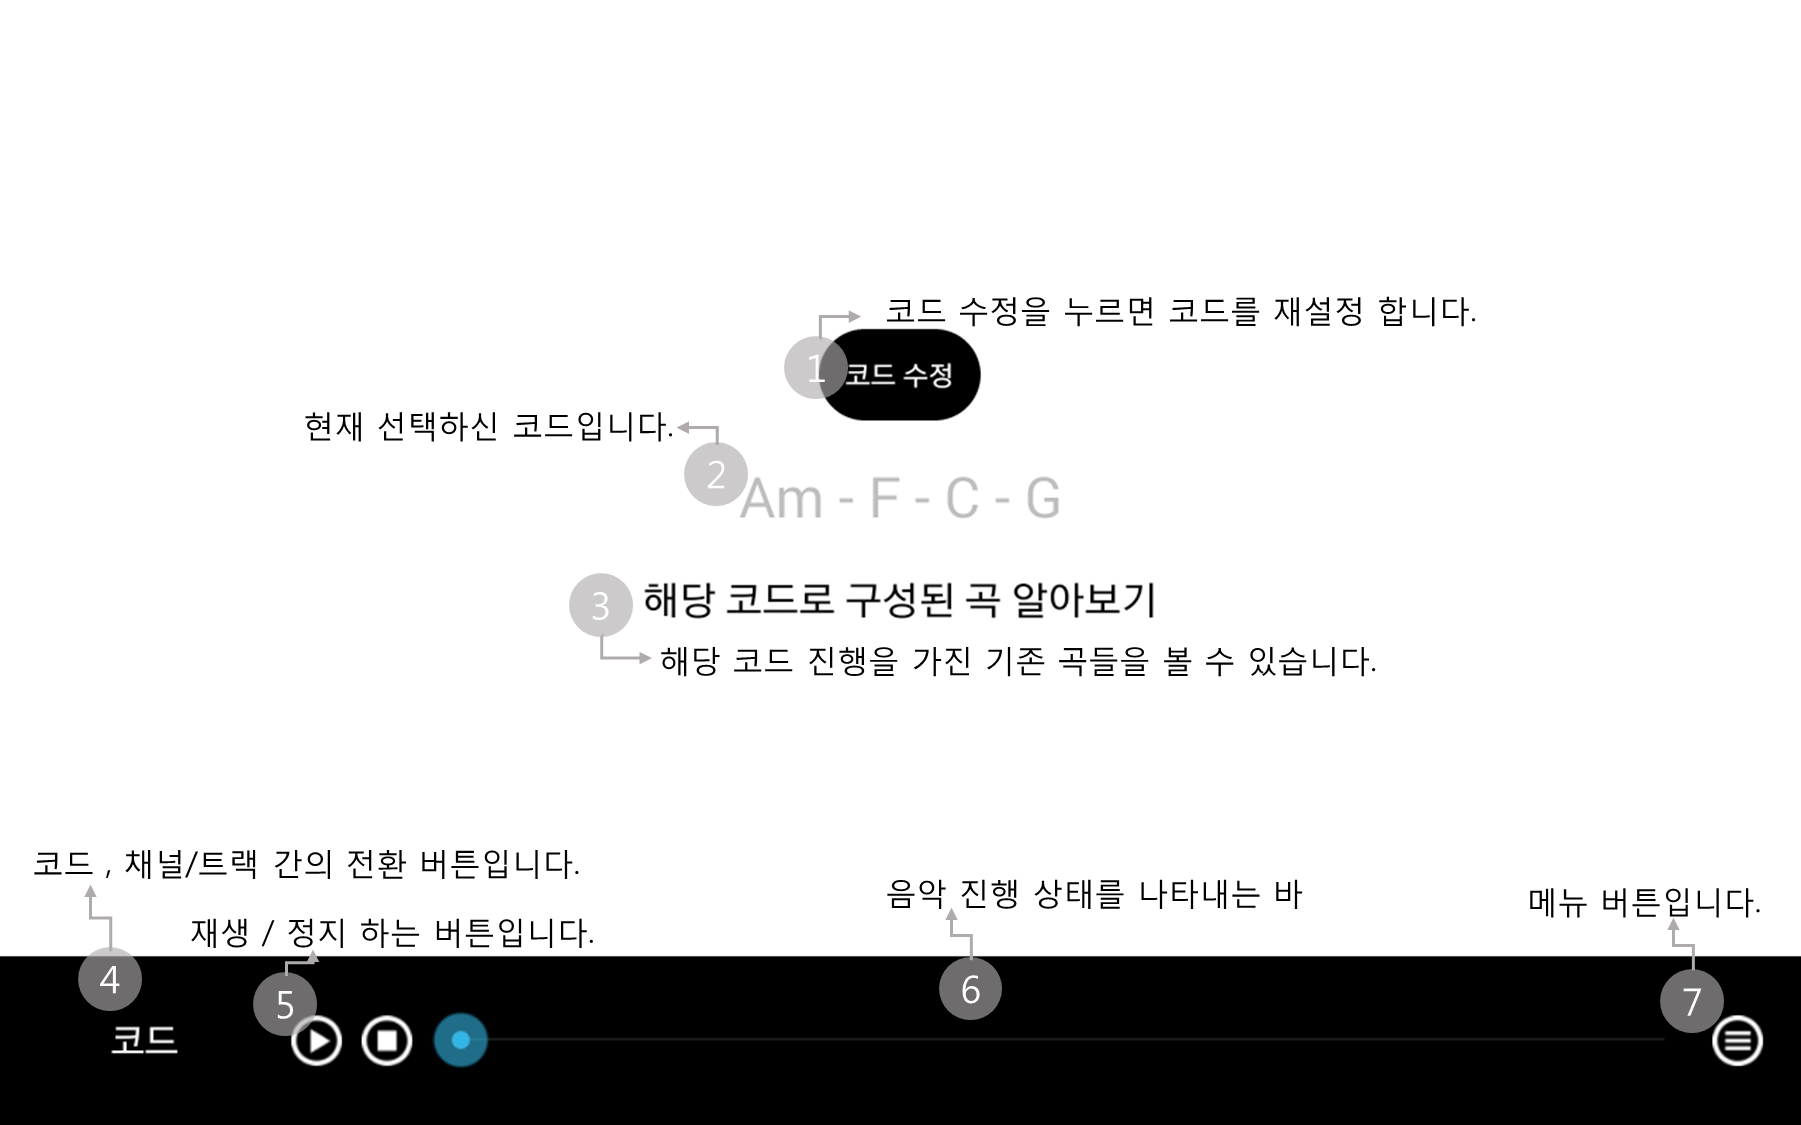 코드 수정을 누르면 코드를 재설정 합니다.
1
코드 수정
현재 선택하신 코드입니다.
2
Am - F - C - G
3
해당 코드로 구성된 곡 알아보기
해당 코드 진행을 가진 기존 곡들을 볼 수 있습니다.
코드 , 채널/트랙 간의 전환 버튼입니다.
음악 진행 상태를 나타내는 바
메뉴 버튼입니다.
재생 / 정지 하는 버튼입니다.
4
5
6
7
코드